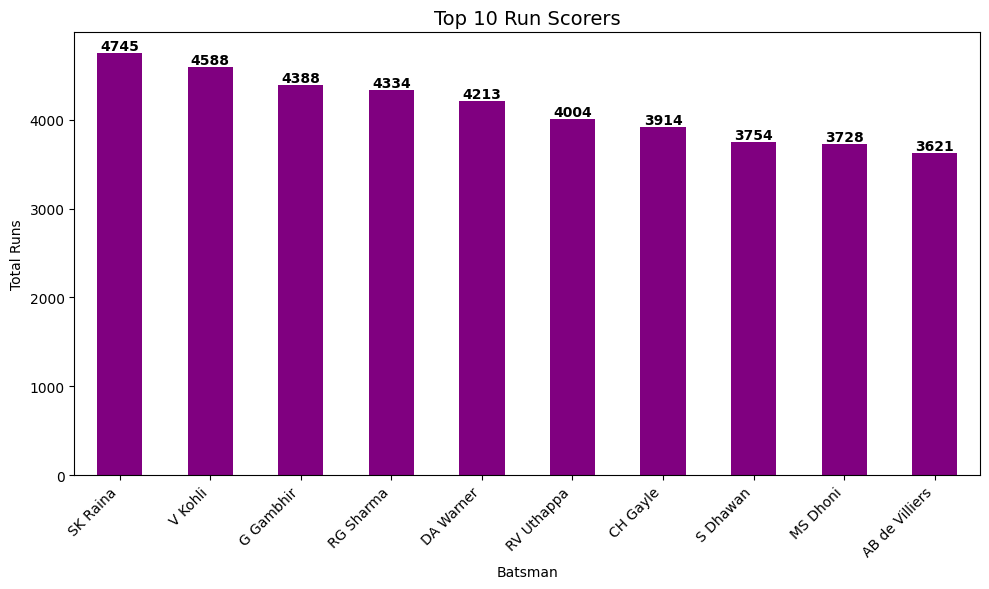 Top 10 Run Scorers
4745
4588
4388
4334
4213
4004
3914
3754
3728
3621
4000
3000
2000
1000
0
Total Runs
SK Raina
V Kohli
G Gambhir
RG Sharma
DA Warner
RV Uthappa
CH Gayle
S Dhawan
MS Dhoni
AB de Villiers
Batsman